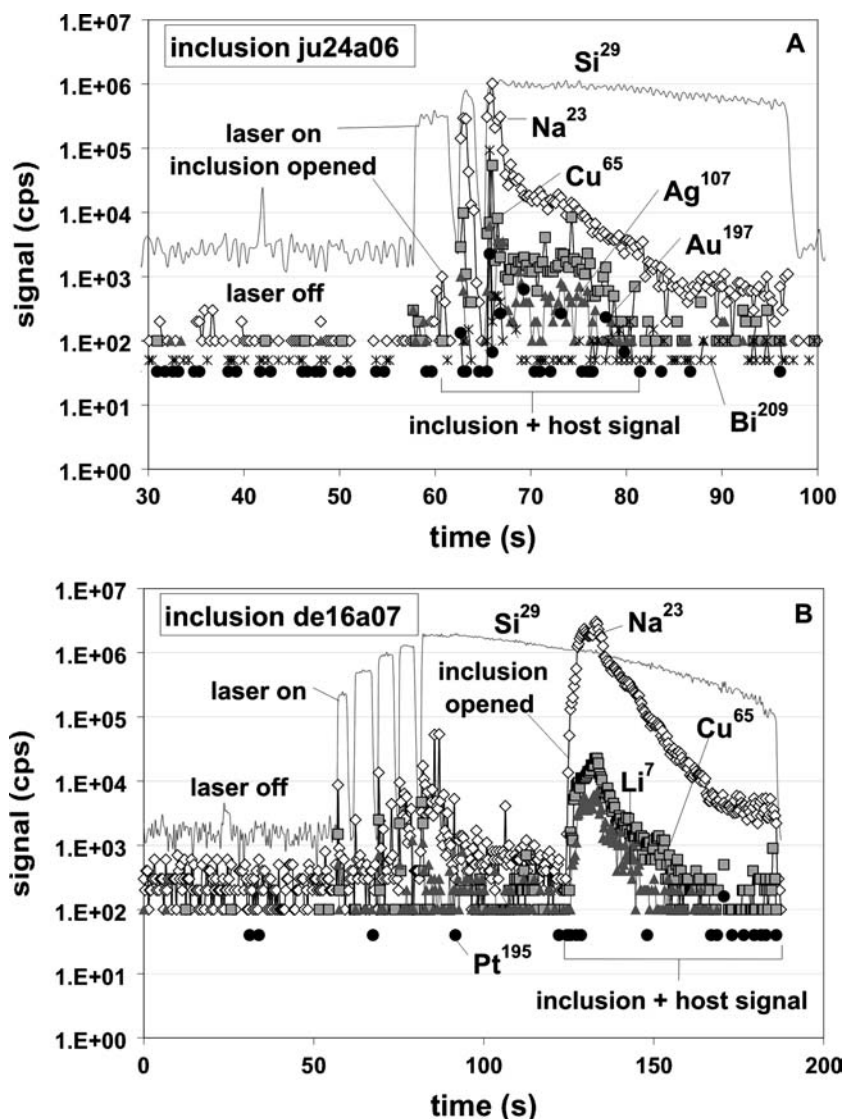 1.E+07
inclusion ju24a06
A
Si29
1.E+06
laser on
Na23
inclusion opened
1.E+05
Cu65
1.E+04
Ag107
Au197
1.E+03
laser off
1.E+02
1.E+01
inclusion + host signal
Bi209
1.E+00
signal (cps)
30 40 50 60 70 80 90 100
time (s)
1.E+07
inclusion de16a07
B
Si29
Na23
1.E+06
inclusion
opened
laser on
1.E+05
Cu65
1.E+04
laser off
Li7
1.E+03
1.E+02
Pt195
1.E+01
inclusion + host signal
1.E+00
signal (cps)
0 50 100 150 200
time (s)